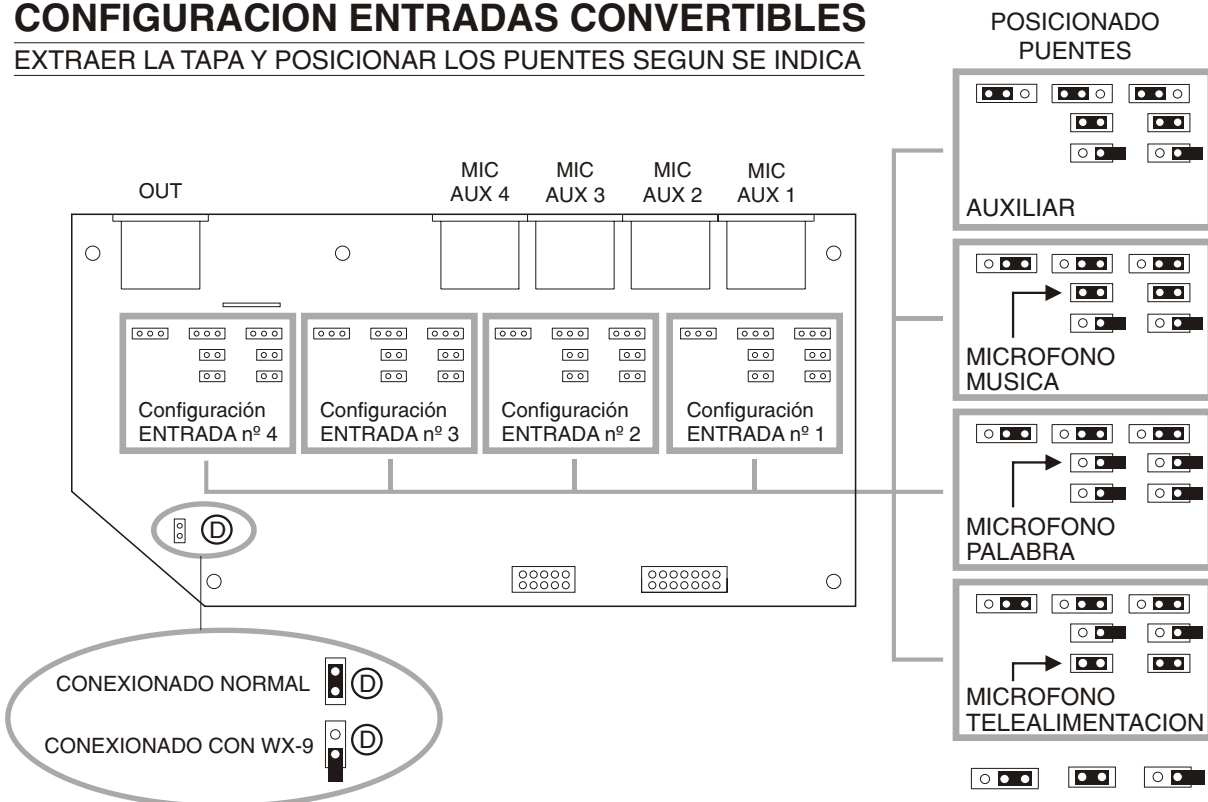 CONFIGURACION ENTRADAS CONVERTIBLES
EXTRAER LA TAPA Y POSICIONAR LOS PUENTES SEGUN SE INDICA
POSICIONADO
PUENTES
OUT
MIC
AUX 4
MIC
AUX 3
MIC
AUX 2
MIC
AUX 1
Configuración
ENTRADA nº 4
Configuración
ENTRADA nº 3
Configuración
ENTRADA nº 2
Configuración
ENTRADA nº 1
D
CONEXIONADO NORMAL D
CONEXIONADO CON WX-9 D
AUXILIAR
MICROFONO
MUSICA
MICROFONO
PALABRA
MICROFONO
TELEALIMENTACION